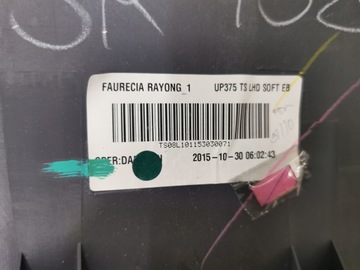 FAURECIA RAYONG_1 UP375 TS LHD SOFT EB
TS08L101153030071
2015-10-30 06:02:43